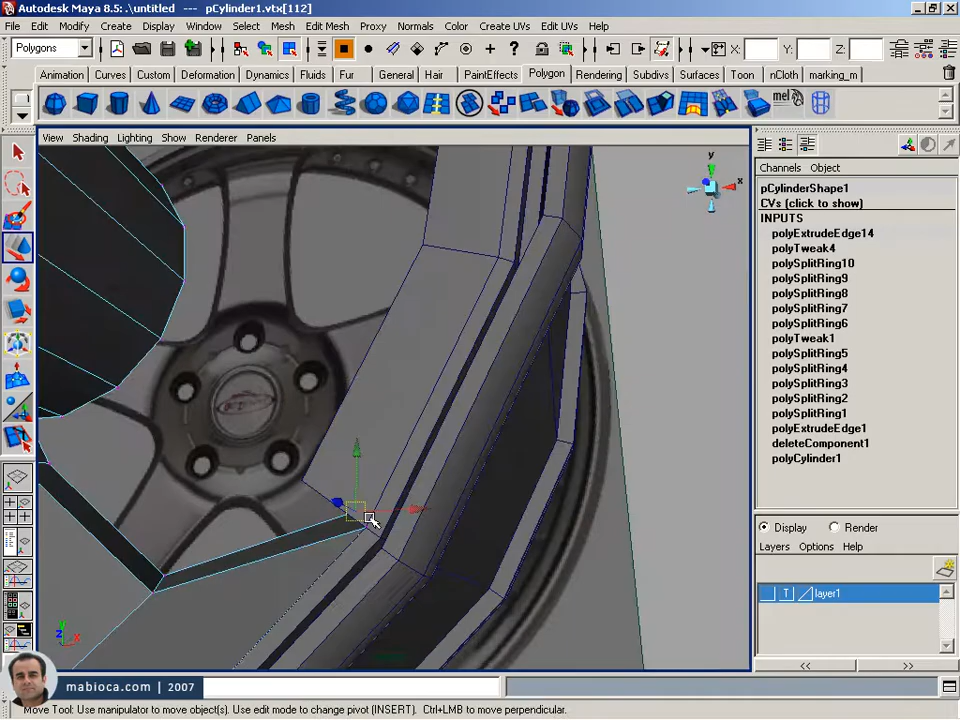 Autodesk Maya 8.5: .\untitled --- pCylinder1.vtx[112]
File Edit Modify Create Display Window Select Mesh Edit Mesh Proxy Normals Color Create UVs Edit UVs Help
Polygons X: Y: Z:
Animation Curves Custom Deformation Dynamics Fluids Fur General Hair PaintEffects Polygon Rendering Subdivs Surfaces Toon nCloth marking_m
mel
View Shading Lighting Show Renderer Panels
Channels Object
pCylinderShape1
CVs (click to show)
INPUTS
polyExtrudeEdge14
polyTweak4
polySplitRing10
polySplitRing9
polySplitRing8
polySplitRing7
polySplitRing6
polyTweak1
polySplitRing5
polySplitRing4
polySplitRing3
polySplitRing2
polySplitRing1
polyExtrudeEdge1
deleteComponent1
polyCylinder1
y
x
Display Render
Layers Options Help
T layer1
y
z x
<< >>
mabioca.com | 2007
Move Tool: Use manipulator to move object(s). Use edit mode to change pivot (INSERT). Ctrl+LMB to move perpendicular.